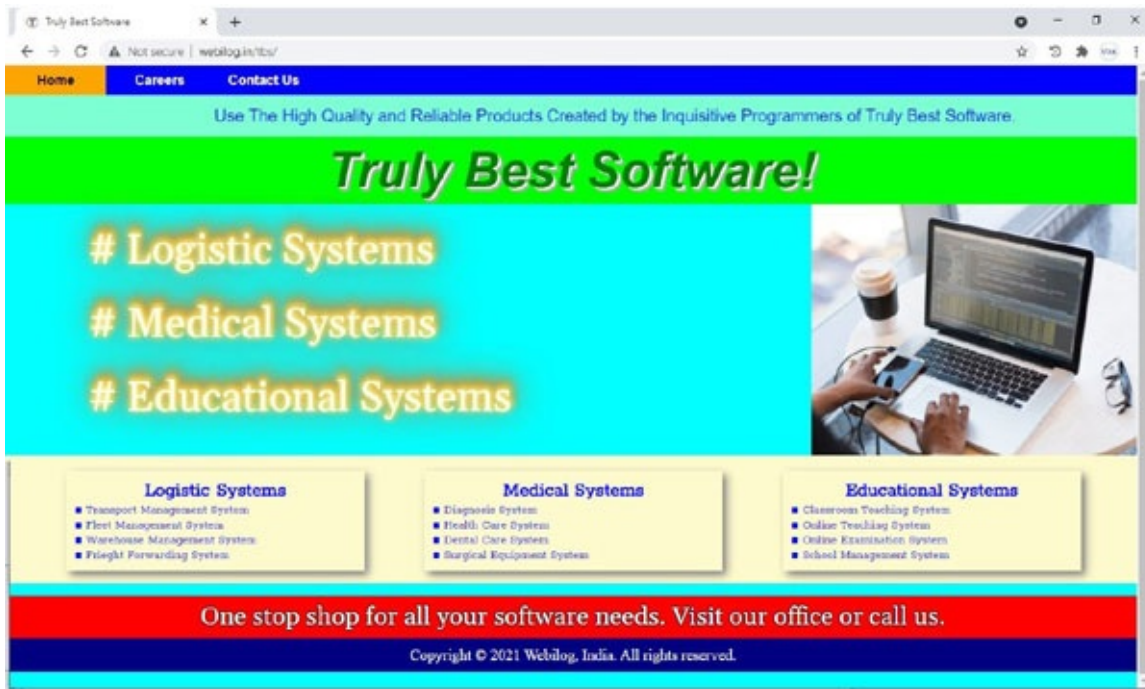 Truly Best Software
Not secure | webilog.in/tbs/
Home Careers Contact Us
Use The High Quality and Reliable Products Created by the Inquisitive Programmers of Truly Best Software.
Truly Best Software!
# Logistic Systems
# Medical Systems
# Educational Systems
Logistic Systems
Transport Management System
Fleet Management System
Warehouse Management System
Frieght Forwarding System
Medical Systems
Diagnosis System
Health Care System
Dental Care System
Surgical Equipment System
Educational Systems
Classroom Teaching System
Online Teaching System
Online Examination System
School Management System
One stop shop for all your software needs. Visit our office or call us.
Copyright © 2021 Webilog, India. All rights reserved.